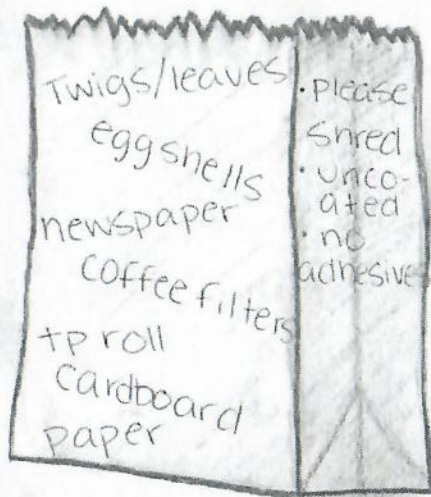 Twigs/leaves
eggshells
newspaper
coffee filters
tp roll
cardboard
paper
• please
shred
• unco-
ated
• no
adhesive